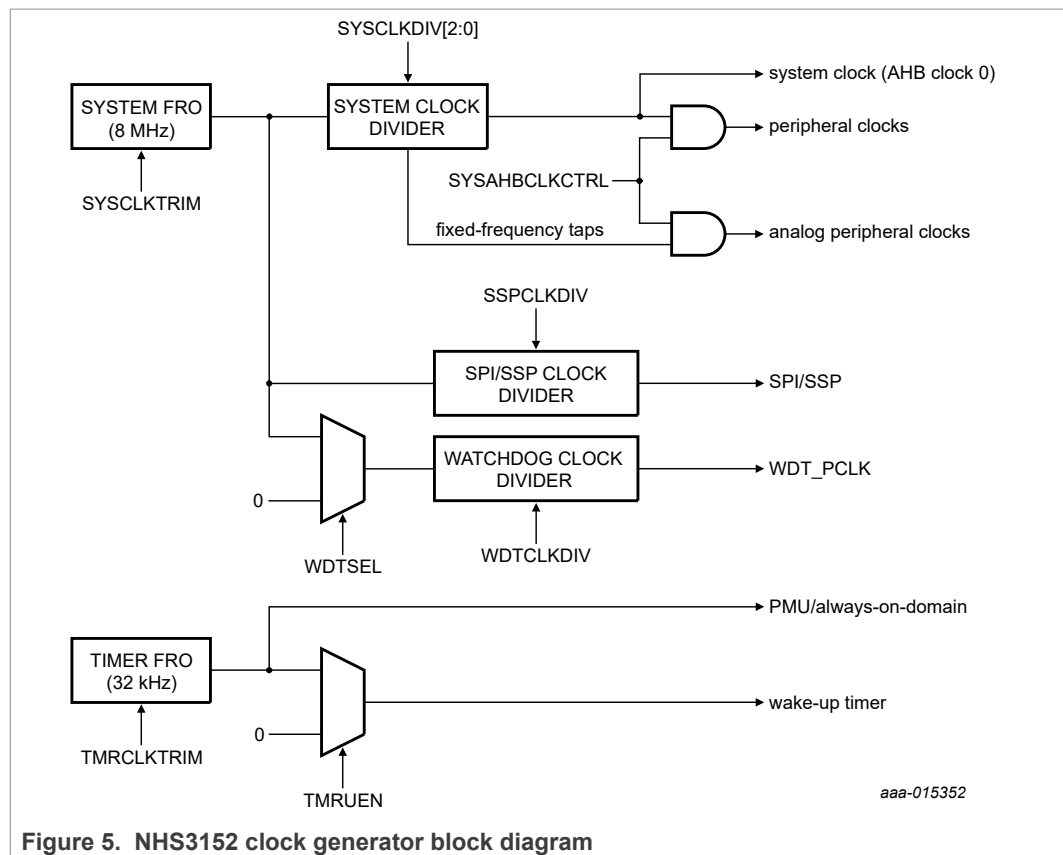 SYSCLKDIV[2:0]
system clock (AHB clock 0)
SYSTEM FRO
(8 MHz)
SYSTEM CLOCK
DIVIDER
peripheral clocks
SYSAHBCLKCTRL
SYSCLKTRIM
fixed-frequency taps
analog peripheral clocks
SSPCLKDIV
SPI/SSP CLOCK
DIVIDER
SPI/SSP
WATCHDOG CLOCK
DIVIDER
WDT_PCLK
0
WDTSEL
WDTCLKDIV
PMU/always-on-domain
TIMER FRO
(32 kHz)
wake-up timer
0
TMRCLKTRIM
TMRUEN
aaa-015352
Figure 5. NHS3152 clock generator block diagram